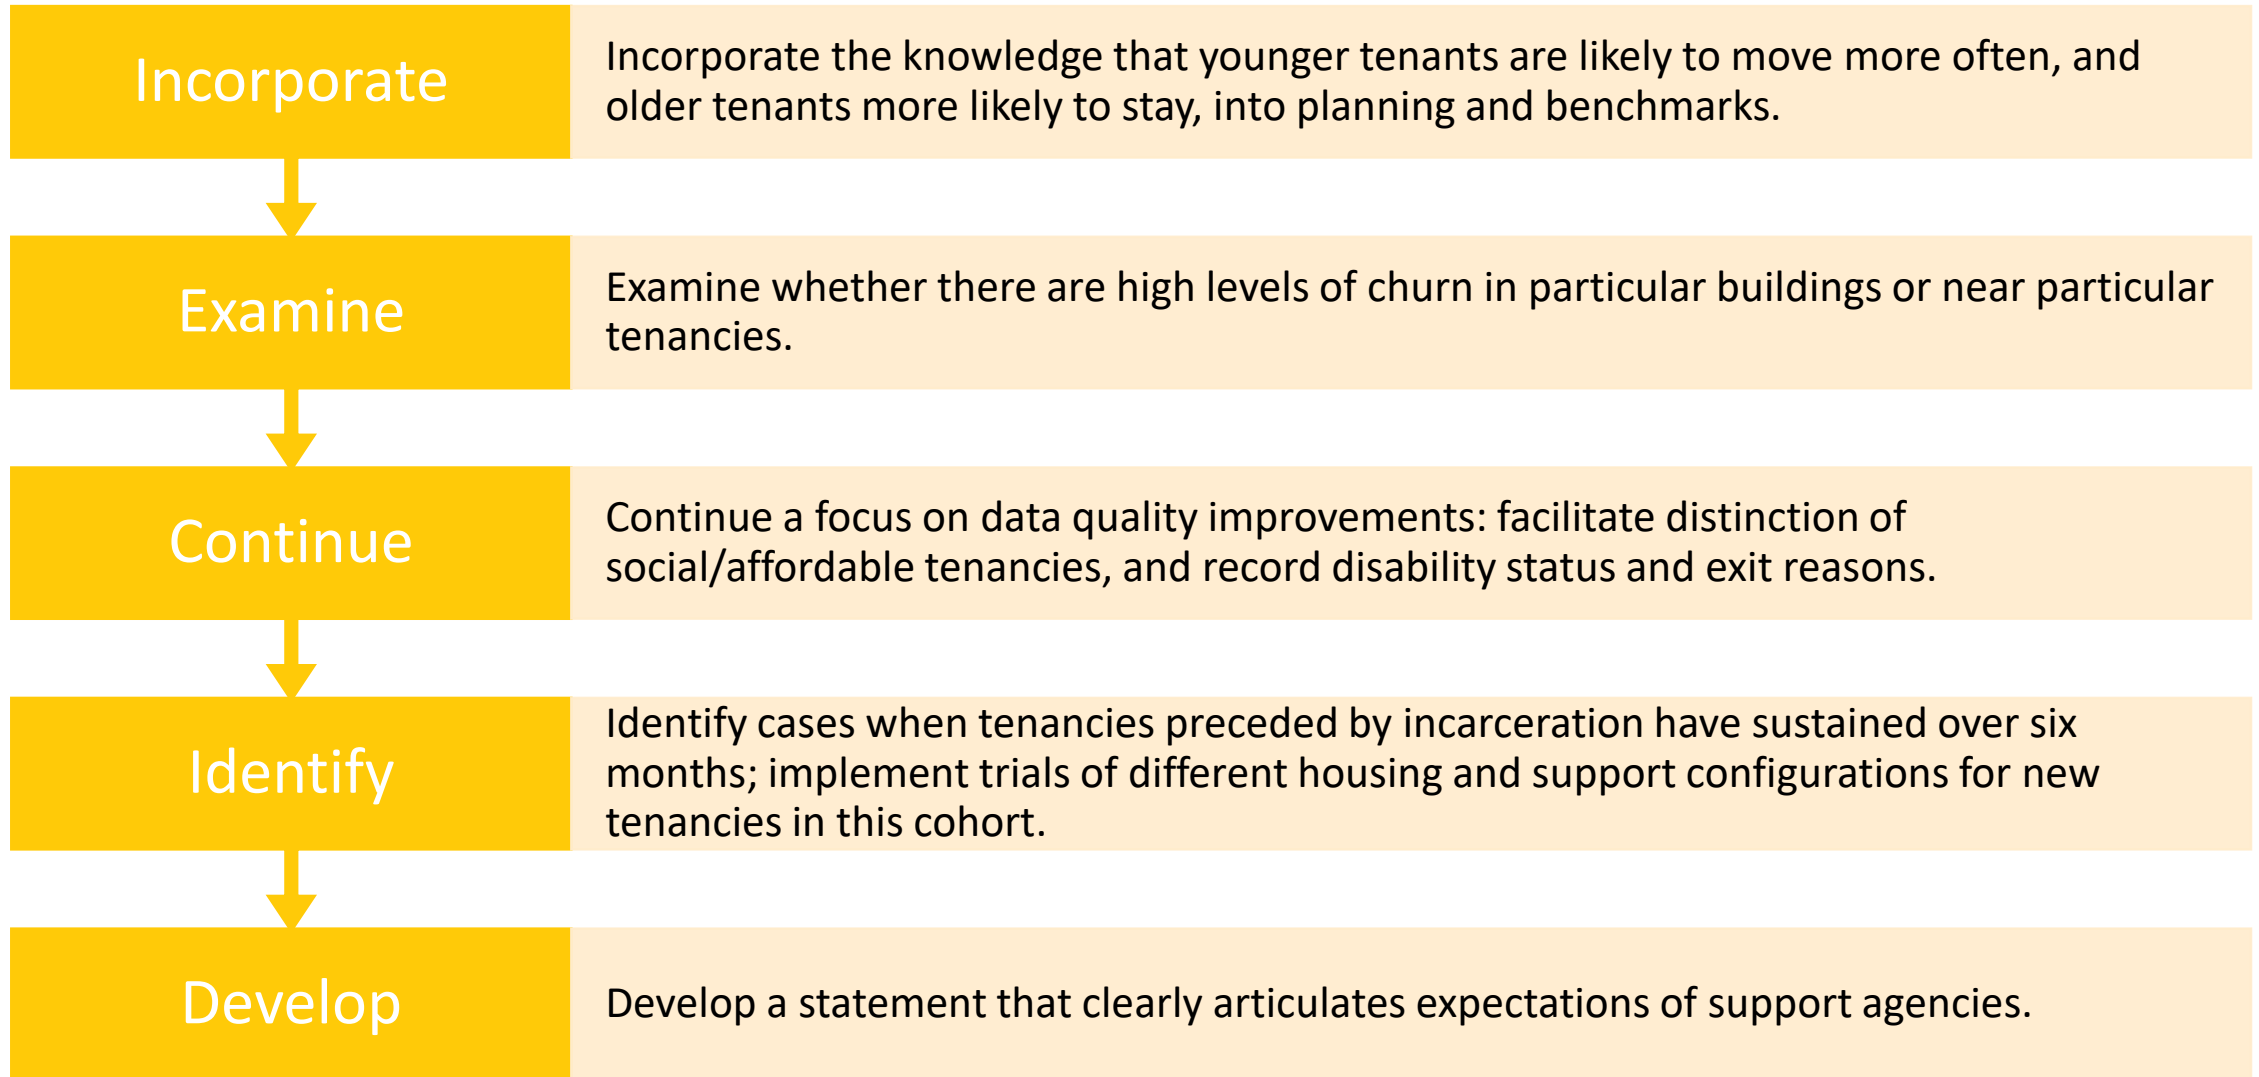 Incorporate
Incorporate the knowledge that younger tenants are likely to move more often, and
older tenants more likely to stay, into planning and benchmarks.
Examine
Examine whether there are high levels of churn in particular buildings or near particular
tenancies.
Continue
Continue a focus on data quality improvements: facilitate distinction of
social/affordable tenancies, and record disability status and exit reasons.
Identify
Identify cases when tenancies preceded by incarceration have sustained over six
months; implement trials of different housing and support configurations for new
tenancies in this cohort.
Develop
Develop a statement that clearly articulates expectations of support agencies.